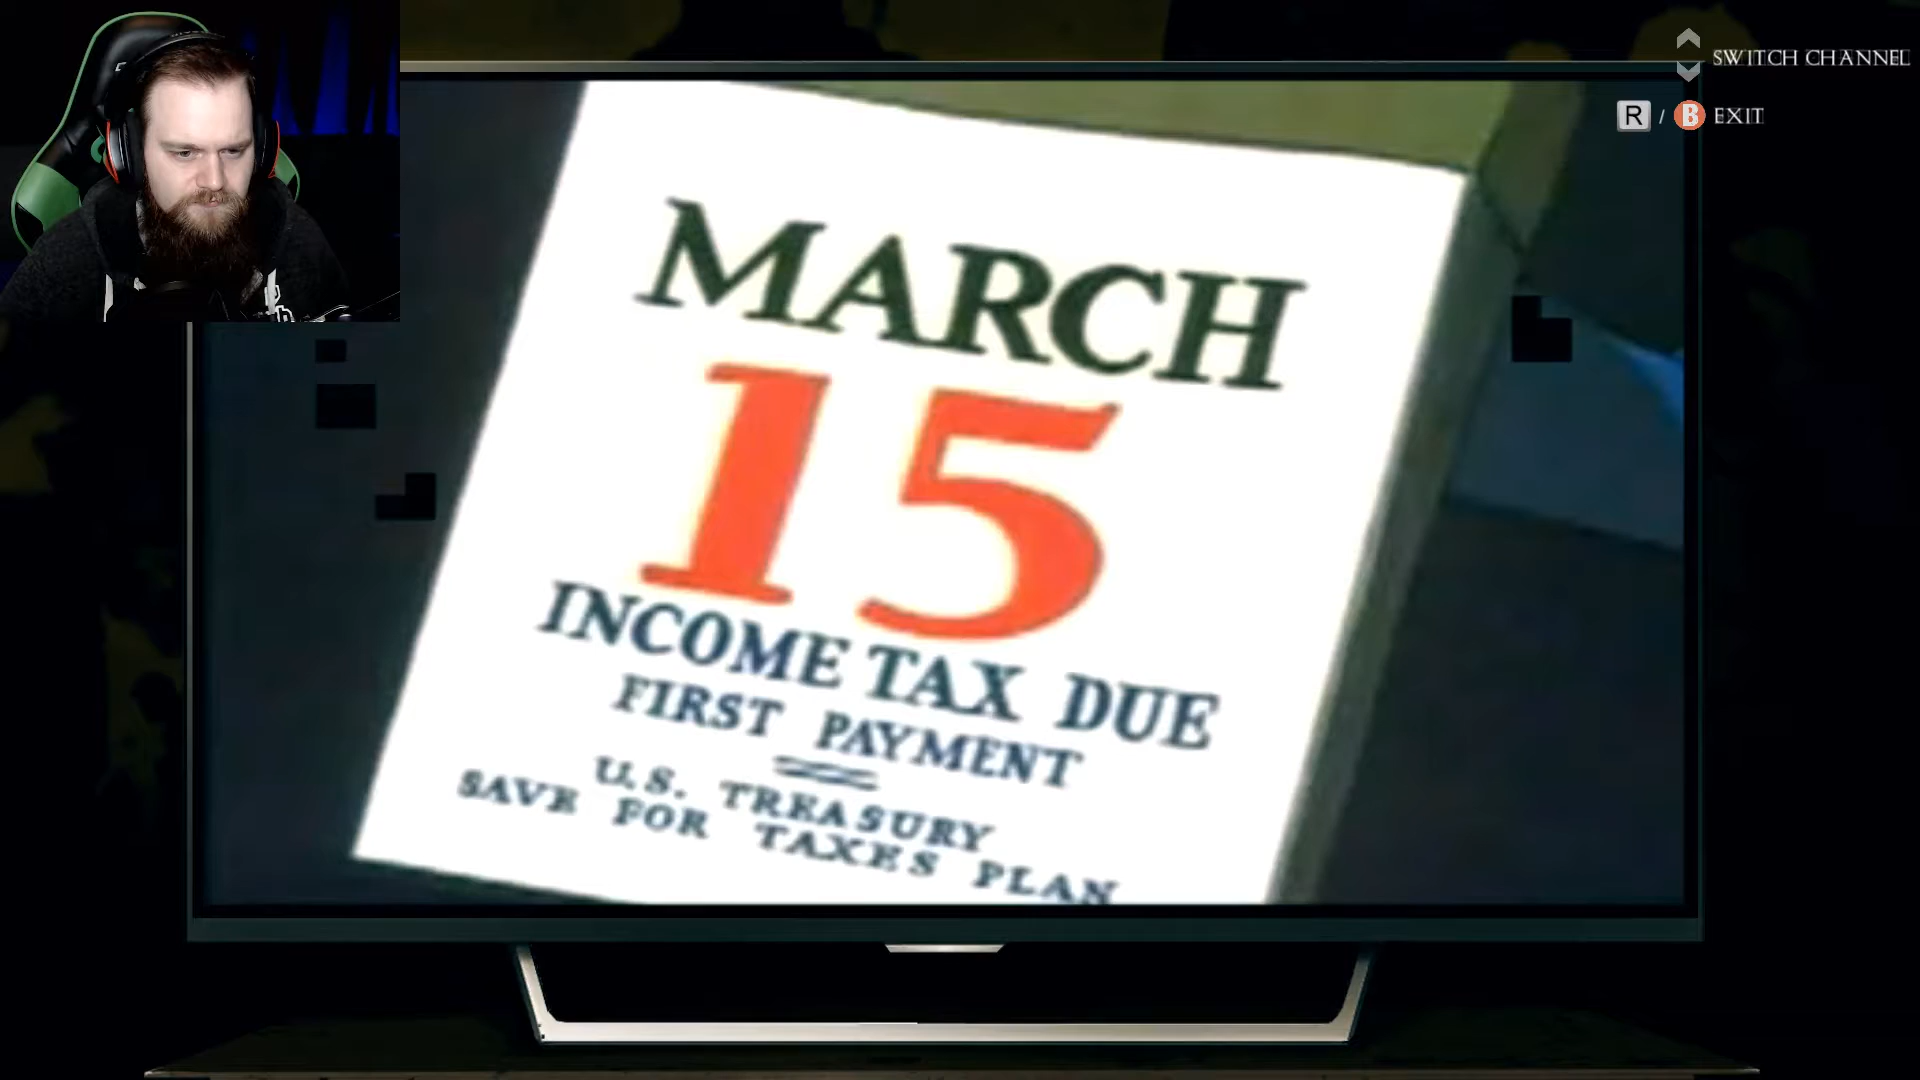 SWITCH CHANNEL
R / B EXIT
MARCH
15
INCOME TAX DUE
FIRST PAYMENT
U.S. TREASURY
SAVE FOR TAXES PLAN